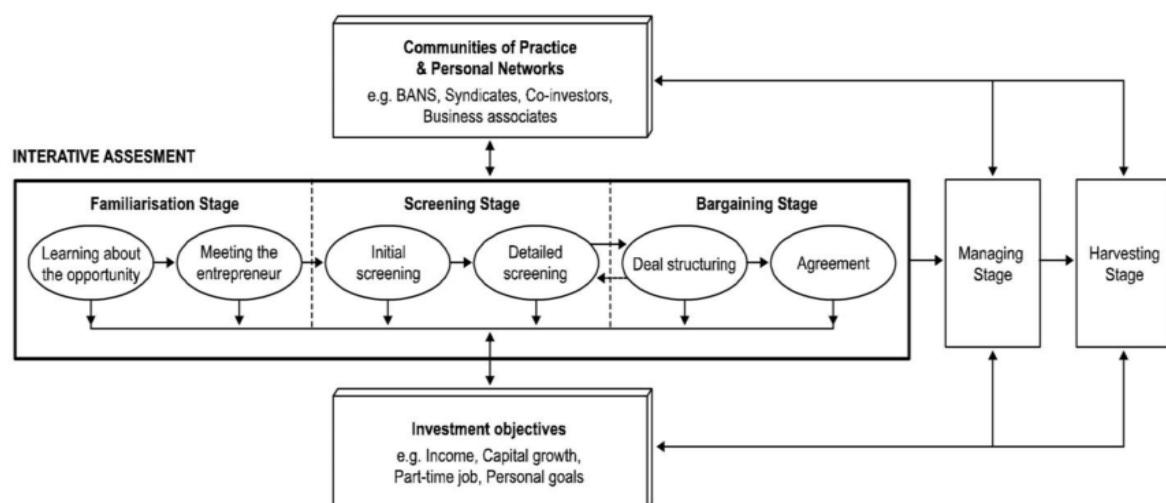 Communities of Practice
& Personal Networks
e.g. BANS, Syndicates, Co-investors,
Business associates
INTERATIVE ASSESMENT
Familiarisation Stage
Screening Stage
Bargaining Stage
Learning about
the opportunity
Meeting the
entrepreneur
Initial
screening
Detailed
screening
Deal structuring
Agreement
Managing
Stage
Harvesting
Stage
Investment objectives
e.g. Income, Capital growth,
Part-time job, Personal goals